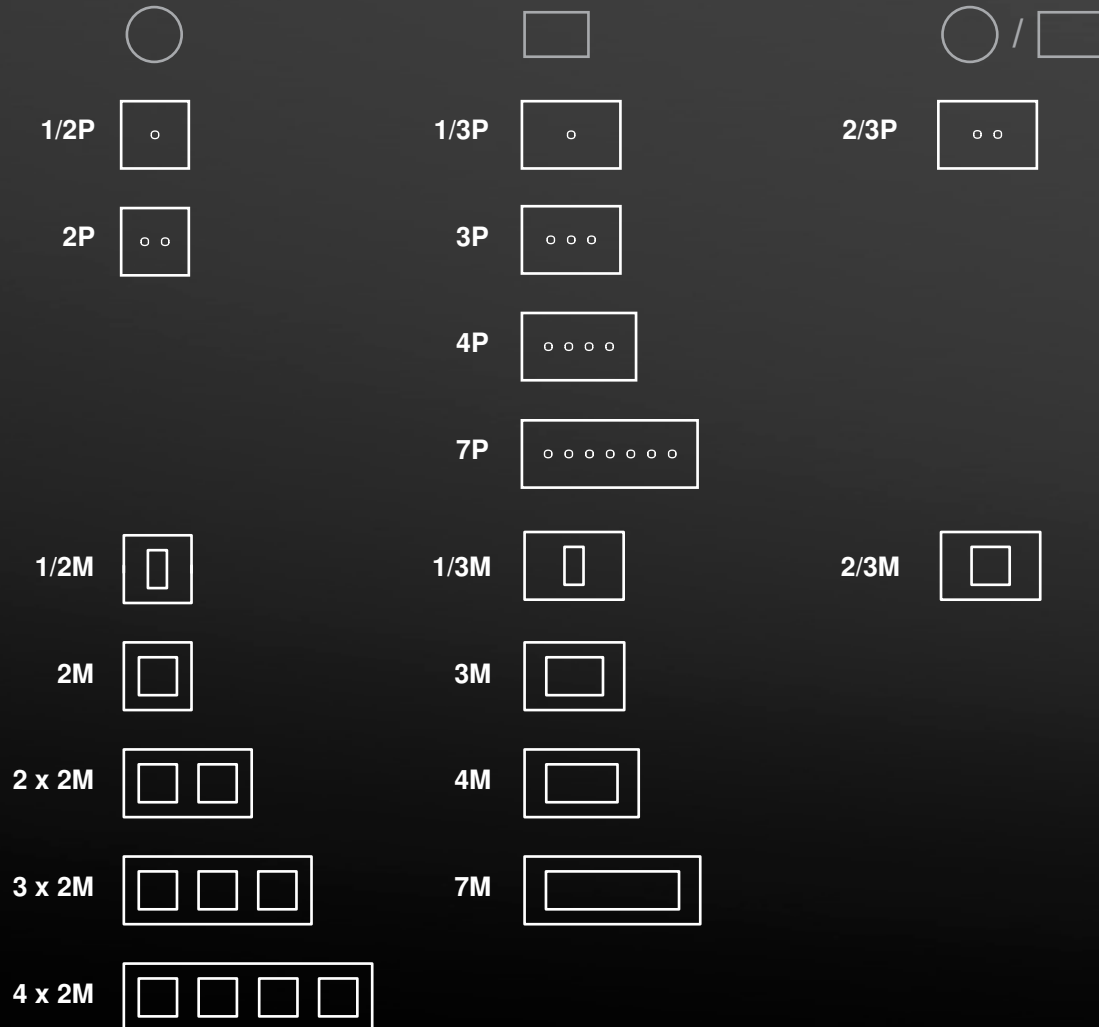 /
1/2P 1/3P 2/3P
2P 3P
4P
7P
1/2M 1/3M 2/3M
2M 3M
2 x 2M 4M
3 x 2M 7M
4 x 2M